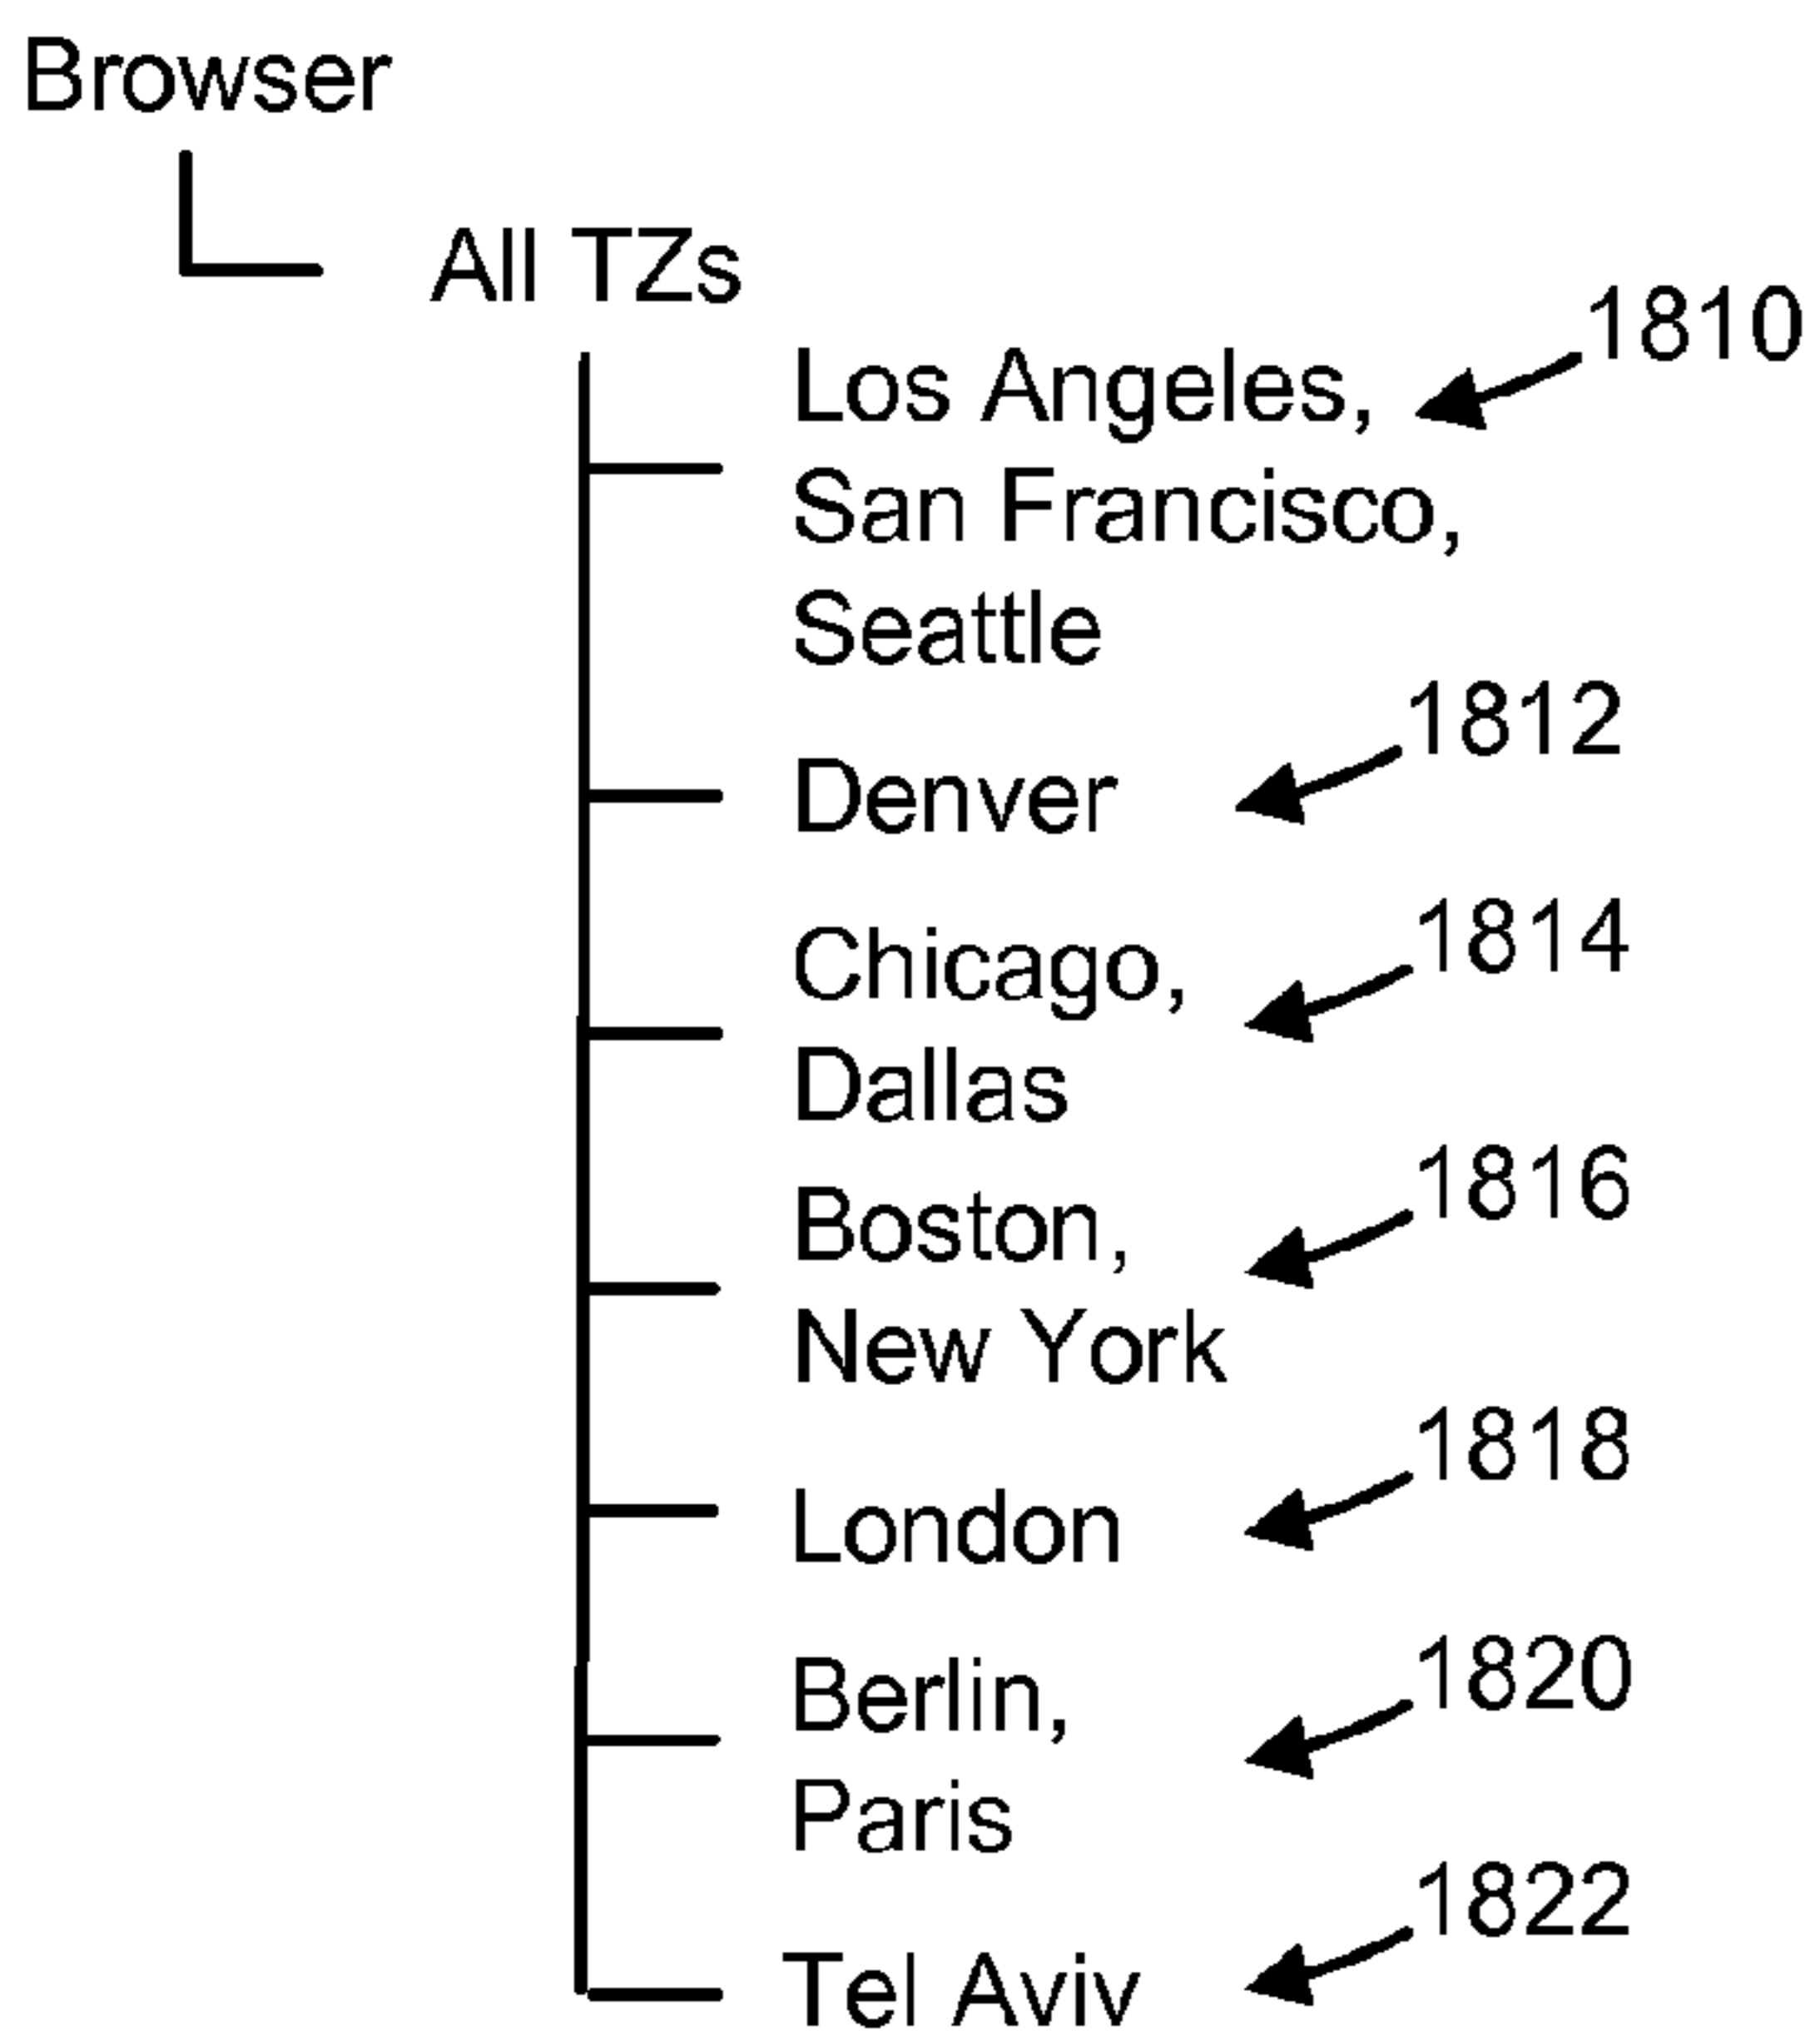 Browser
All TZs
1810
Los Angeles,
San Francisco,
Seattle
1812
Denver
1814
Chicago,
Dallas
1816
Boston,
New York
1818
London
1820
Berlin,
Paris
1822
Tel Aviv